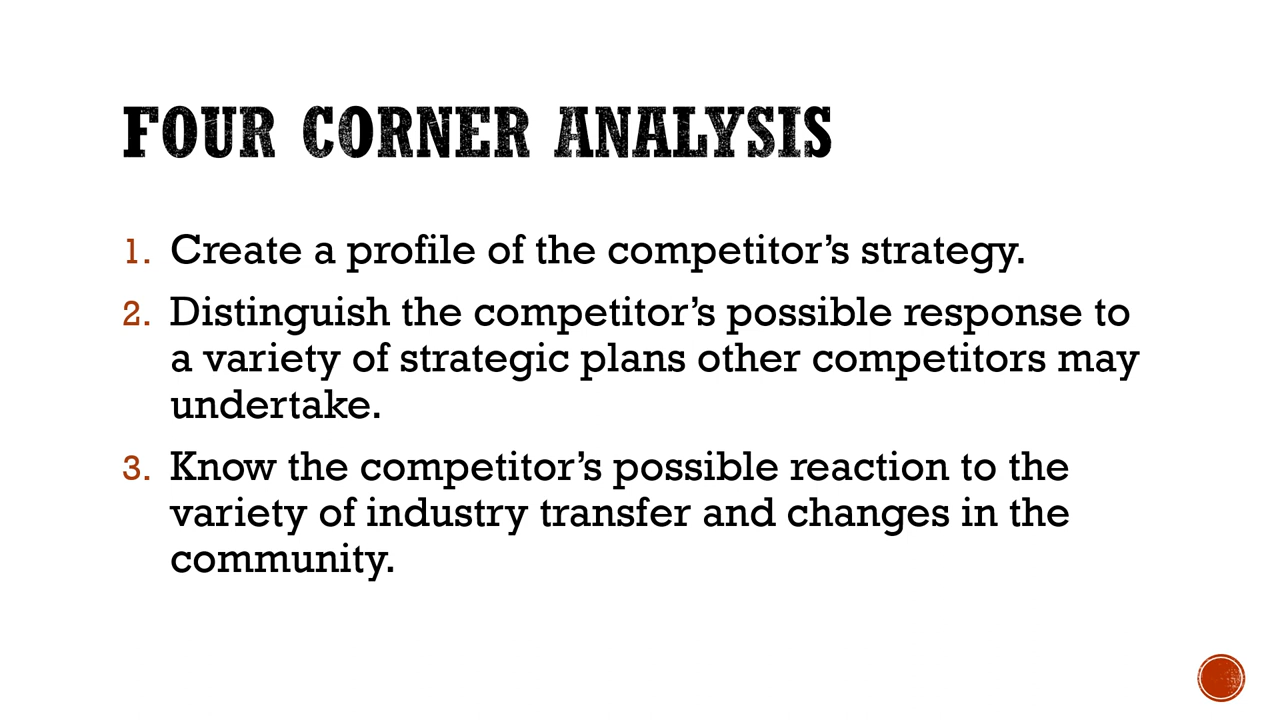 FOUR CORNER ANALYSIS
1. Create a profile of the competitor’s strategy.
2. Distinguish the competitor’s possible response to
a variety of strategic plans other competitors may
undertake.
3. Know the competitor’s possible reaction to the
variety of industry transfer and changes in the
community.